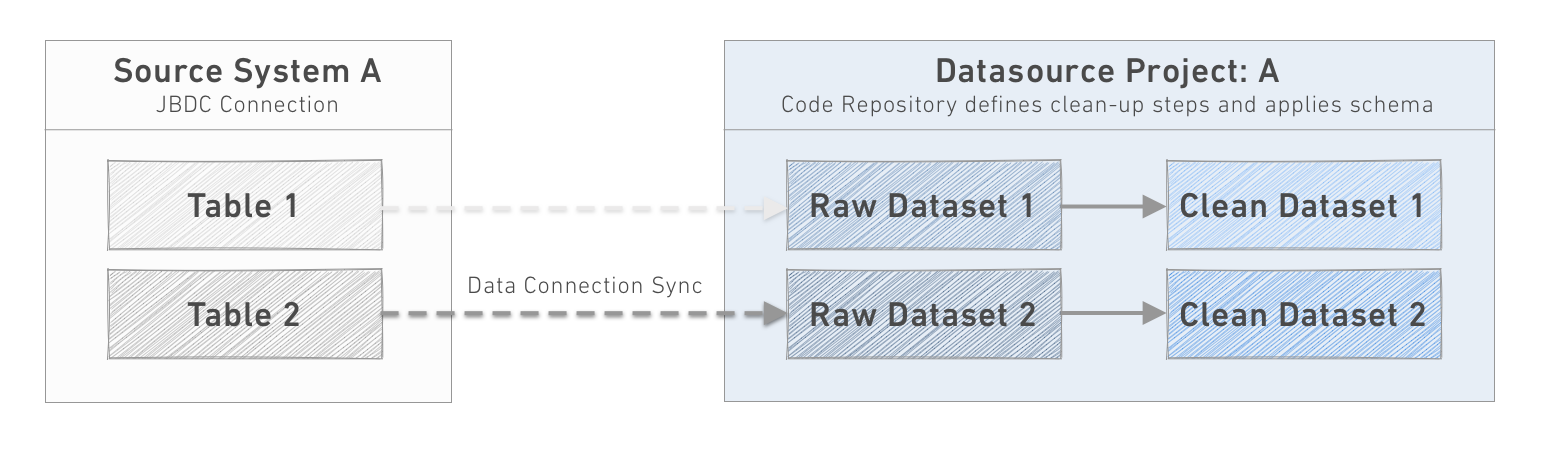 Source System A
JBDC Connection
Datasource Project: A
Code Repository defines clean-up steps and applies schema
Table 1
Raw Dataset 1
Clean Dataset 1
Data Connection Sync
Table 2
Raw Dataset 2
Clean Dataset 2